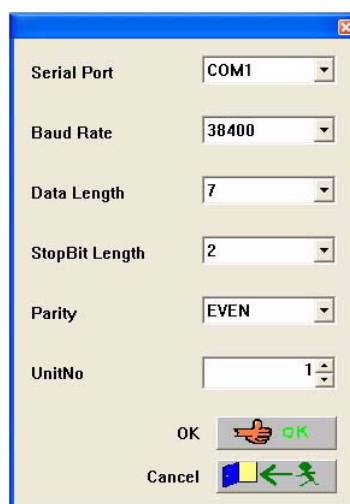 Serial Port COM1
Baud Rate 38400
Data Length 7
StopBit Length 2
Parity EVEN
UnitNo 1
OK OK
Cancel